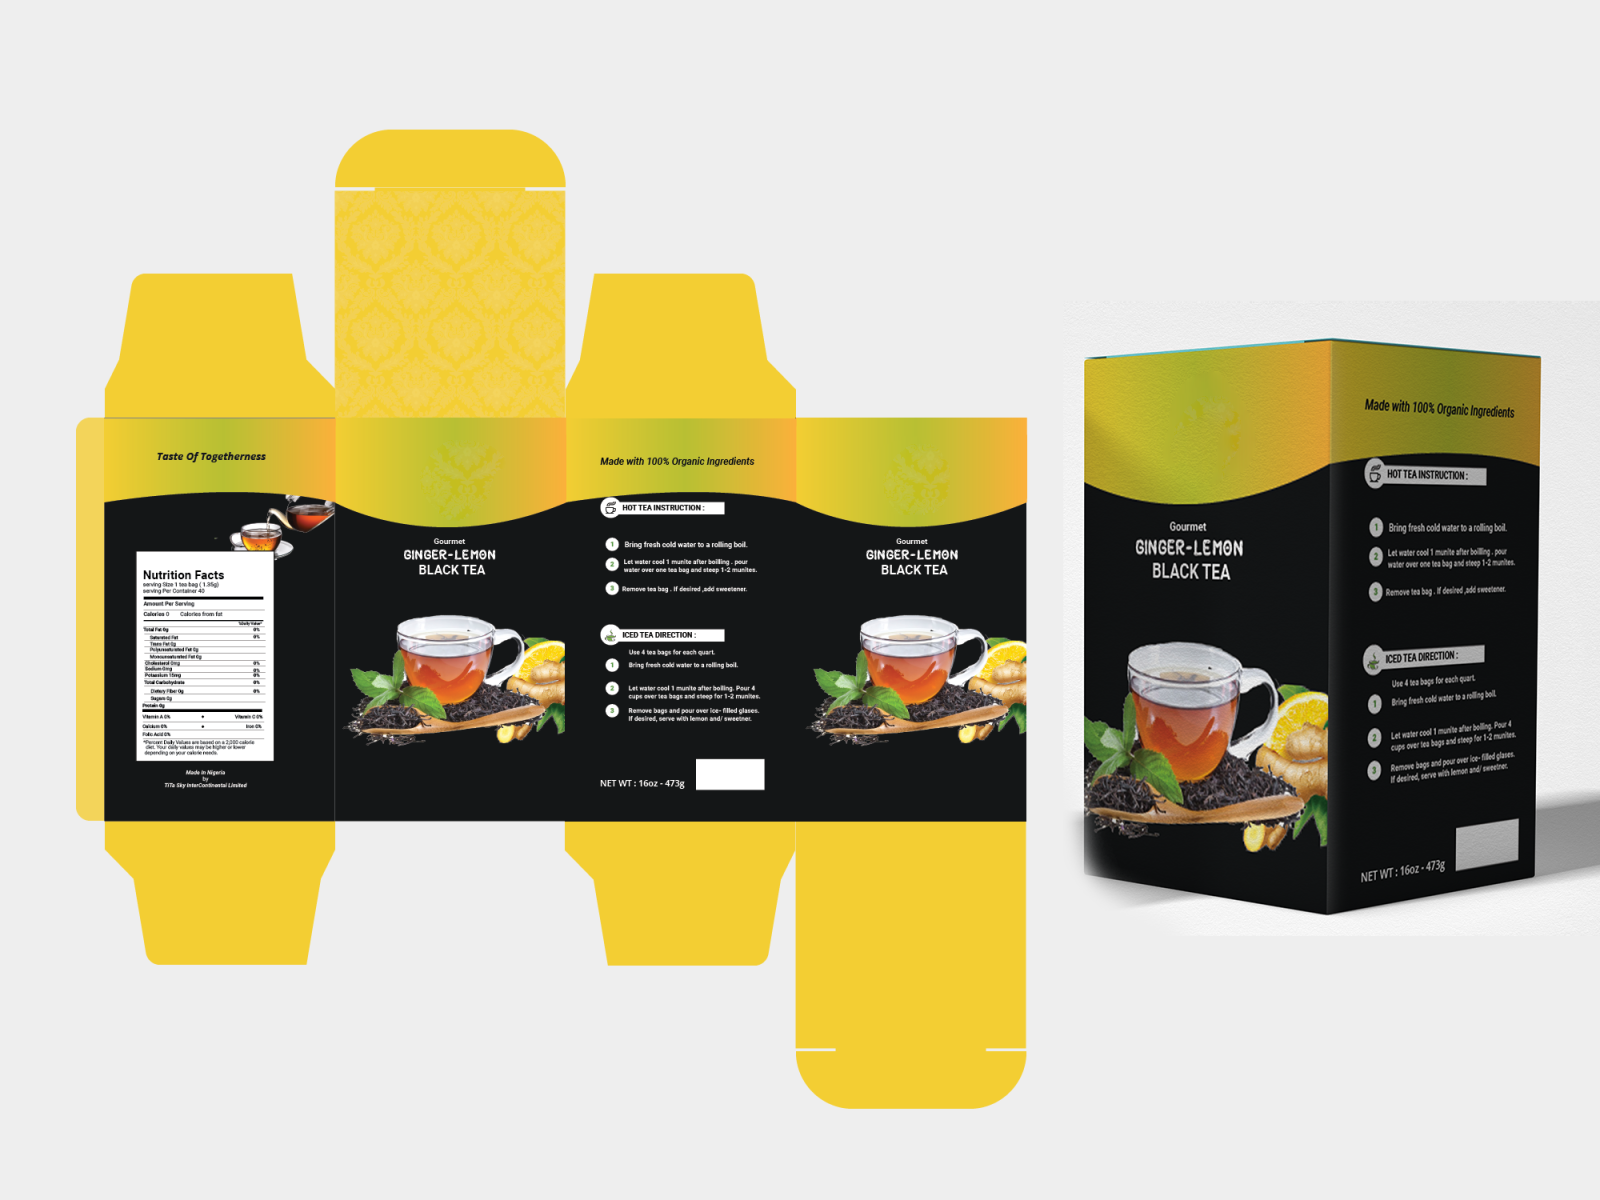 Taste Of Togetherness
Nutrition Facts
serving Size 1 tea bag ( 1.35g)
serving Per Container 40
Amount Per Serving
Calories 0 Calories from fat
%Daily Value*
Total Fat 0g 0%
Saturated Fat 0%
Trans Fat 0g
Polyunsaturated Fat 0g
Monounsaturated Fat 0g
Cholesterol 0mg 0%
Sodium 0mg 0%
Potassium 15mg 0%
Total Carbohydrate 0%
Dietary Fiber 0g 0%
Sugars 0g
Protein 0g
Vitamin A 0% • Vitamin C 0%
Calcium 0% • Iron 0%
Folic Acid 0%
*Percent Daily Values are based on a 2,000 calorie
diet. Your daily values may be higher or lower
depending on your calorie needs.
Made In Nigeria
by
TiTa Sky InterContinental Limited
Gourmet
GINGER-LEMON
BLACK TEA
Made with 100% Organic Ingredients
HOT TEA INSTRUCTION :
1 Bring fresh cold water to a rolling boil.
2 Let water cool 1 munite after boilling . pour
water over one tea bag and steep 1-2 munites.
3 Remove tea bag . If desired ,add sweetener.
ICED TEA DIRECTION :
Use 4 tea bags for each quart.
1 Bring fresh cold water to a rolling boil.
2 Let water cool 1 munite after boiling. Pour 4
cups over tea bags and steep for 1-2 munites.
3 Remove bags and pour over ice- filled glases.
If desired, serve with lemon and/ sweetner.
NET WT : 16oz - 473g
Gourmet
GINGER-LEMON
BLACK TEA
Gourmet
GINGER-LEMON
BLACK TEA
Made with 100% Organic Ingredients
HOT TEA INSTRUCTION :
1 Bring fresh cold water to a rolling boil.
2 Let water cool 1 munite after boilling . pour
water over one tea bag and steep 1-2 munites.
3 Remove tea bag . If desired ,add sweetener.
ICED TEA DIRECTION :
Use 4 tea bags for each quart.
1 Bring fresh cold water to a rolling boil.
2 Let water cool 1 munite after boiling. Pour 4
cups over tea bags and steep for 1-2 munites.
3 Remove bags and pour over ice- filled glases.
If desired, serve with lemon and/ sweetner.
NET WT : 16oz - 473g